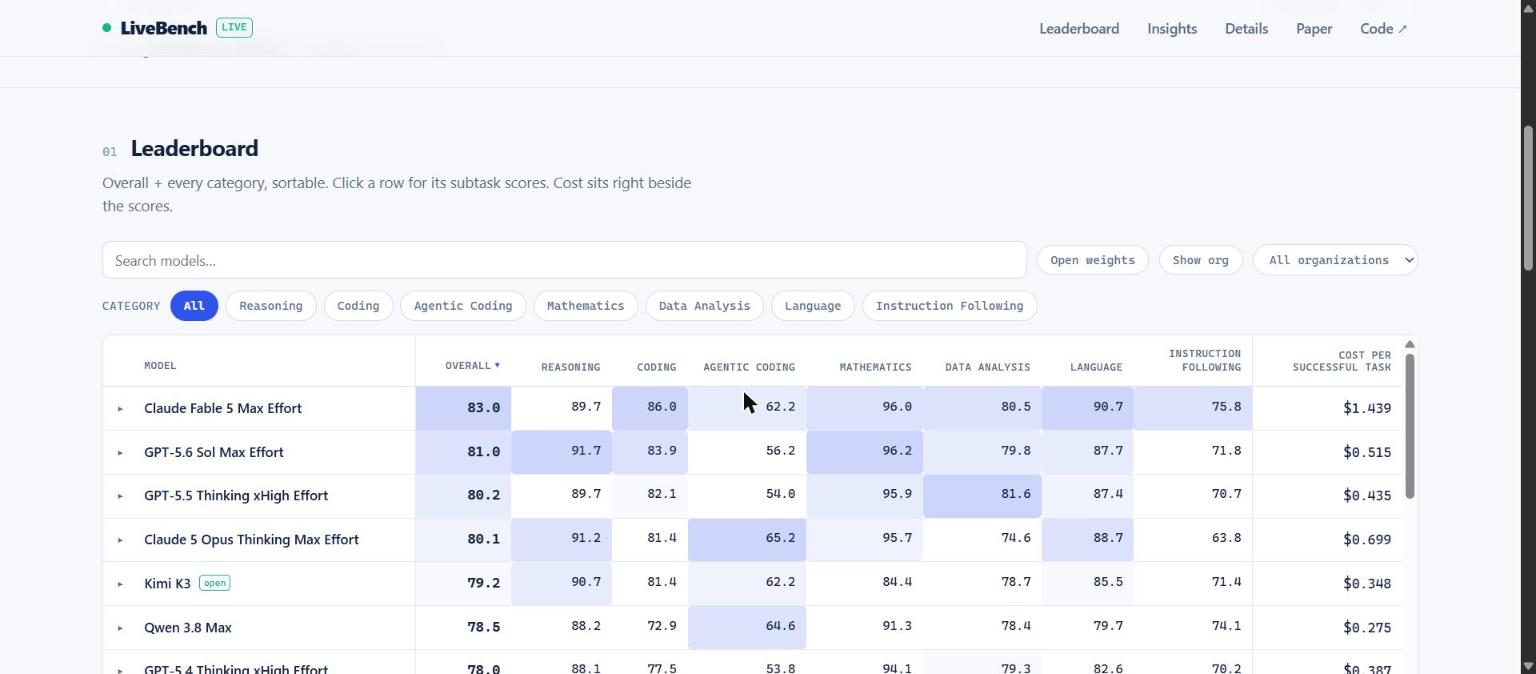 LiveBench LIVE Leaderboard Insights Details Paper Code ↗
01 Leaderboard
Overall + every category, sortable. Click a row for its subtask scores. Cost sits right beside
the scores.
Search models... Open weights Show org All organizations
CATEGORY All Reasoning Coding Agentic Coding Mathematics Data Analysis Language Instruction Following
MODEL OVERALL ▼ REASONING CODING AGENTIC CODING MATHEMATICS DATA ANALYSIS LANGUAGE INSTRUCTION FOLLOWING COST PER SUCCESSFUL TASK
▸ Claude Fable 5 Max Effort 83.0 89.7 86.0 62.2 96.0 80.5 90.7 75.8 $1.439
▸ GPT-5.6 Sol Max Effort 81.0 91.7 83.9 56.2 96.2 79.8 87.7 71.8 $0.515
▸ GPT-5.5 Thinking xHigh Effort 80.2 89.7 82.1 54.0 95.9 81.6 87.4 70.7 $0.435
▸ Claude 5 Opus Thinking Max Effort 80.1 91.2 81.4 65.2 95.7 74.6 88.7 63.8 $0.699
▸ Kimi K3 open 79.2 90.7 81.4 62.2 84.4 78.7 85.5 71.4 $0.348
▸ Qwen 3.8 Max 78.5 88.2 72.9 64.6 91.3 78.4 79.7 74.1 $0.275
▸ GPT-5.4 Thinking xHigh Effort 78.0 88.1 77.5 53.8 94.1 79.3 82.6 70.2 $0.387